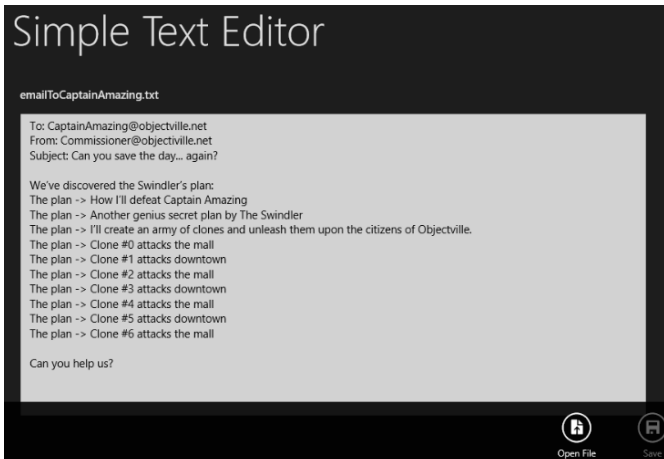 Simple Text Editor
emailToCaptainAmazing.txt
To: CaptainAmazing@objectville.net
From: Commissioner@objectiville.net
Subject: Can you save the day... again?
We've discovered the Swindler's plan:
The plan -> How I'll defeat Captain Amazing
The plan -> Another genius secret plan by The Swindler
The plan -> I'll create an army of clones and unleash them upon the citizens of Objectville.
The plan -> Clone #0 attacks the mall
The plan -> Clone #1 attacks downtown
The plan -> Clone #2 attacks the mall
The plan -> Clone #3 attacks downtown
The plan -> Clone #4 attacks the mall
The plan -> Clone #5 attacks downtown
The plan -> Clone #6 attacks the mall
Can you help us?
Open File
Save